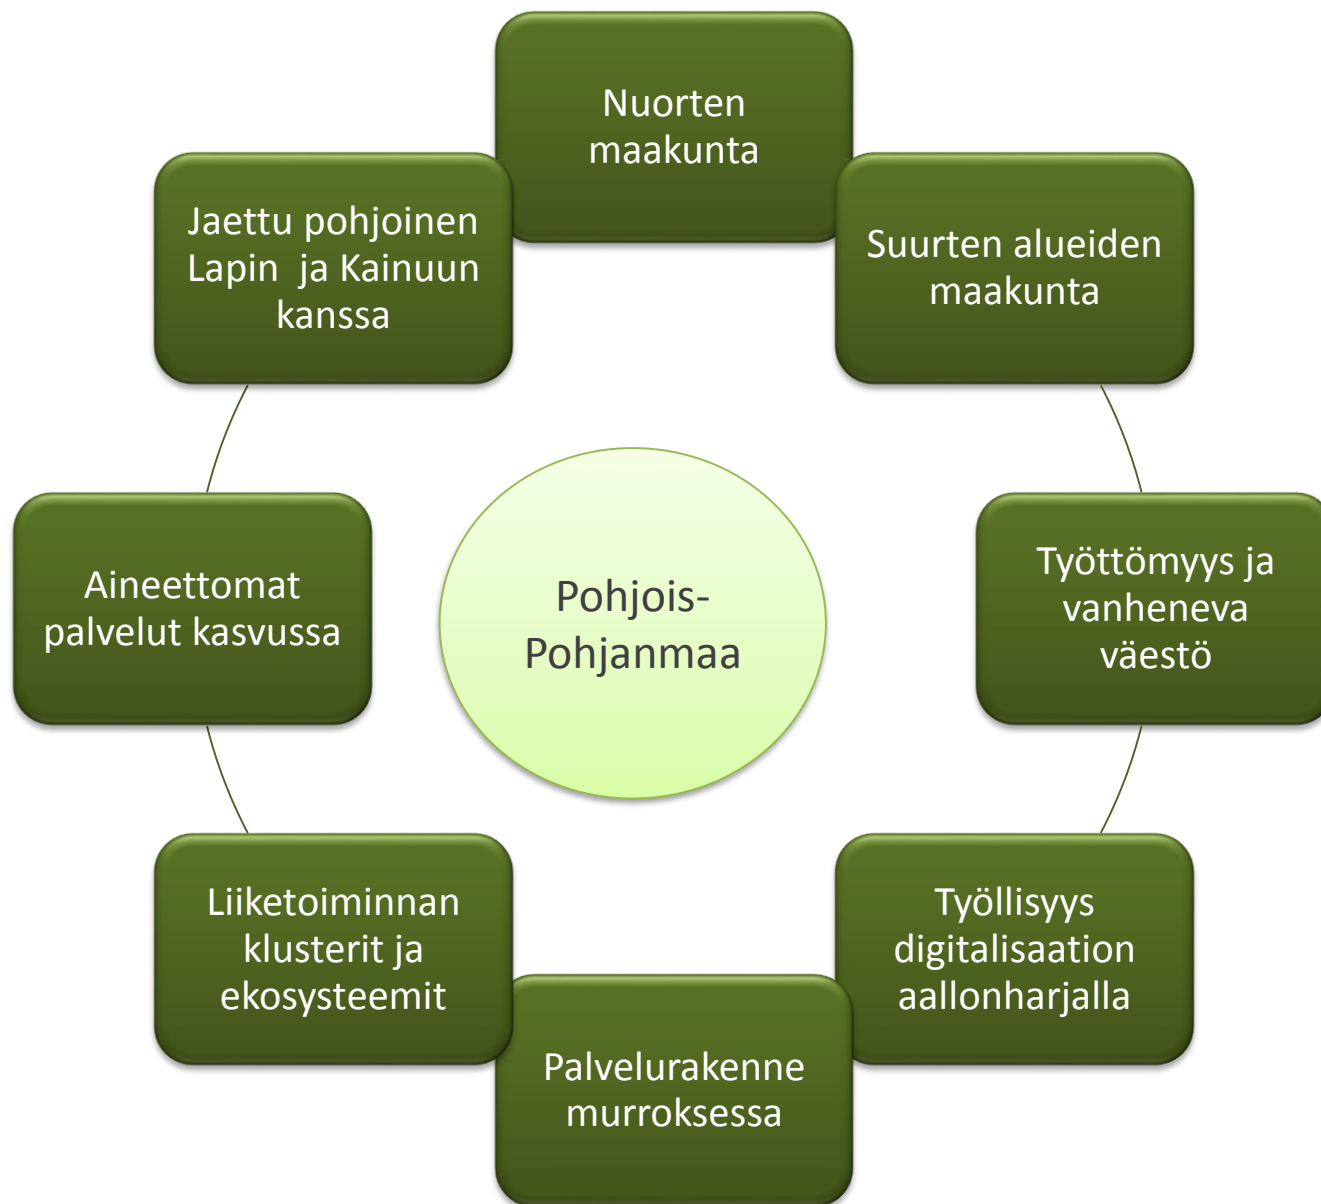 Nuorten
maakunta
Suurten alueiden
maakunta
Työttömyys ja
vanheneva
väestö
Työllisyys
digitalisaation
aallonharjalla
Palvelurakenne
murroksessa
Liiketoiminnan
klusterit ja
ekosysteemit
Aineettomat
palvelut kasvussa
Jaettu pohjoinen
Lapin  ja Kainuun
kanssa
Pohjois-
Pohjanmaa